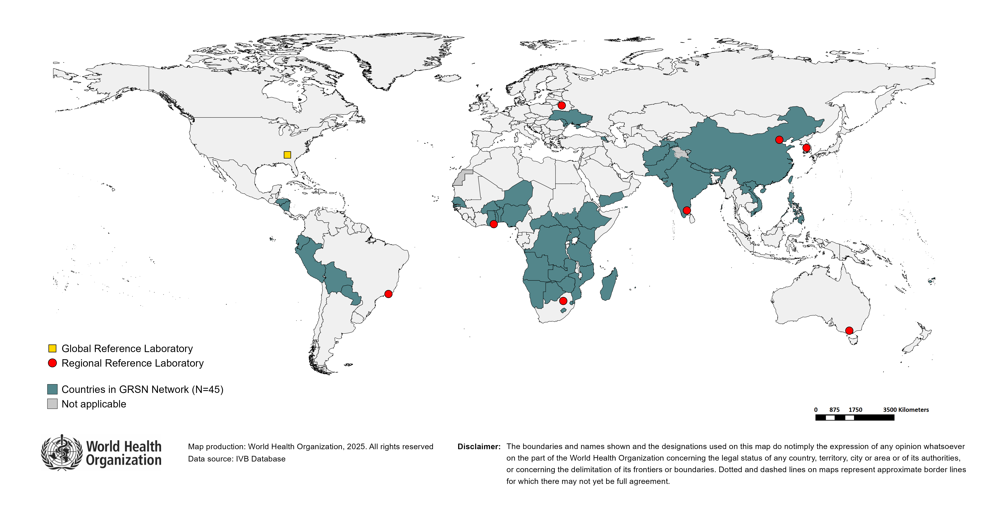 Global Reference Laboratory
Regional Reference Laboratory
Countries in GRSN Network (N=45)
Not applicable
0 875 1750 3500 Kilometers
World Health
Organization
Map production: World Health Organization, 2025. All rights reserved
Data source: IVB Database
Disclaimer: The boundaries and names shown and the designations used on this map do notimply the expression of any opinion whatsoever
on the part of the World Health Organization concerning the legal status of any country, territory, city or area or of its authorities,
or concerning the delimitation of its frontiers or boundaries. Dotted and dashed lines on maps represent approximate border lines
for which there may not yet be full agreement.